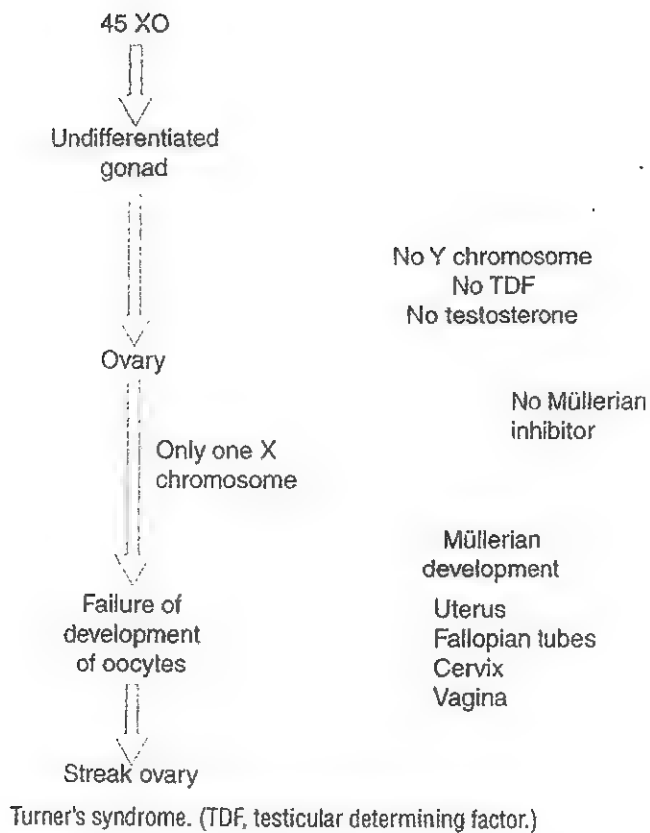 45 XO
Undifferentiated
gonad
No Y chromosome
No TDF
No testosterone
Ovary
No Müllerian
inhibitor
Only one X
chromosome
Müllerian
development
Failure of
development
of oocytes
Uterus
Fallopian tubes
Cervix
Vagina
Streak ovary
Turner's syndrome. (TDF, testicular determining factor.)